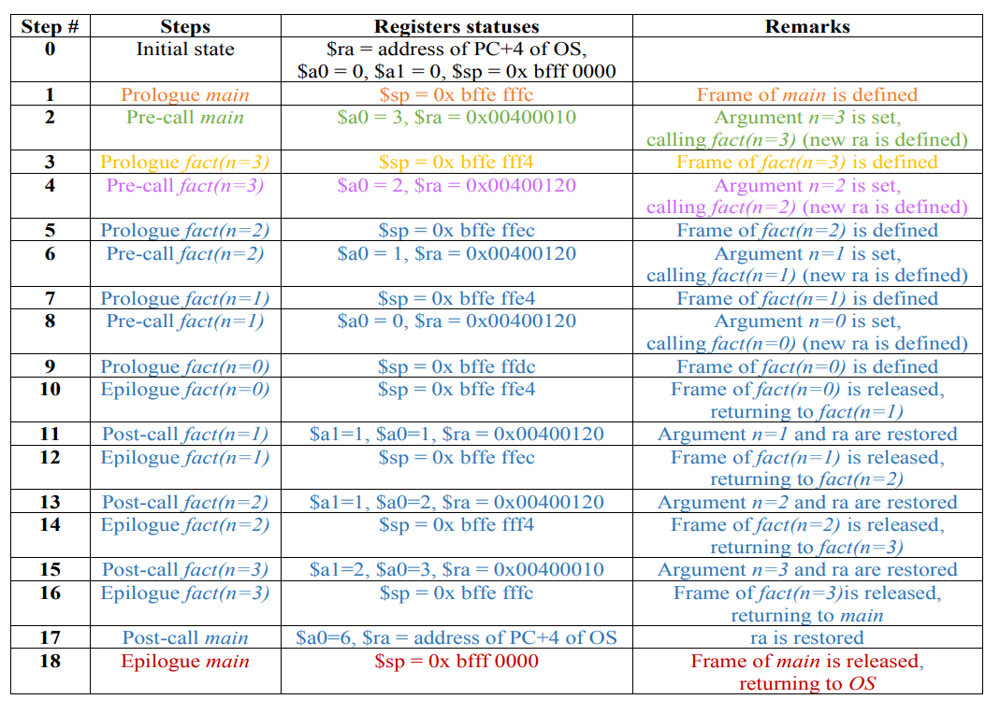 Step # Steps Registers statuses Remarks
0 Initial state $ra = address of PC+4 of OS,
$a0 = 0, $a1 = 0, $sp = 0x bfff 0000
1 Prologue main $sp = 0x bffe fffc Frame of main is defined
2 Pre-call main $a0 = 3, $ra = 0x00400010 Argument n=3 is set,
calling fact(n=3) (new ra is defined)
3 Prologue fact(n=3) $sp = 0x bffe fff4 Frame of fact(n=3) is defined
4 Pre-call fact(n=3) $a0 = 2, $ra = 0x00400120 Argument n=2 is set,
calling fact(n=2) (new ra is defined)
5 Prologue fact(n=2) $sp = 0x bffe ffec Frame of fact(n=2) is defined
6 Pre-call fact(n=2) $a0 = 1, $ra = 0x00400120 Argument n=1 is set,
calling fact(n=1) (new ra is defined)
7 Prologue fact(n=1) $sp = 0x bffe ffe4 Frame of fact(n=1) is defined
8 Pre-call fact(n=1) $a0 = 0, $ra = 0x00400120 Argument n=0 is set,
calling fact(n=0) (new ra is defined)
9 Prologue fact(n=0) $sp = 0x bffe ffdc Frame of fact(n=0) is defined
10 Epilogue fact(n=0) $sp = 0x bffe ffe4 Frame of fact(n=0) is released,
returning to fact(n=1)
11 Post-call fact(n=1) $a1=1, $a0=1, $ra = 0x00400120 Argument n=1 and ra are restored
12 Epilogue fact(n=1) $sp = 0x bffe ffec Frame of fact(n=1) is released,
returning to fact(n=2)
13 Post-call fact(n=2) $a1=1, $a0=2, $ra = 0x00400120 Argument n=2 and ra are restored
14 Epilogue fact(n=2) $sp = 0x bffe fff4 Frame of fact(n=2) is released,
returning to fact(n=3)
15 Post-call fact(n=3) $a1=2, $a0=3, $ra = 0x00400010 Argument n=3 and ra are restored
16 Epilogue fact(n=3) $sp = 0x bffe fffc Frame of fact(n=3)is released,
returning to main
17 Post-call main $a0=6, $ra = address of PC+4 of OS ra is restored
18 Epilogue main $sp = 0x bfff 0000 Frame of main is released,
returning to OS